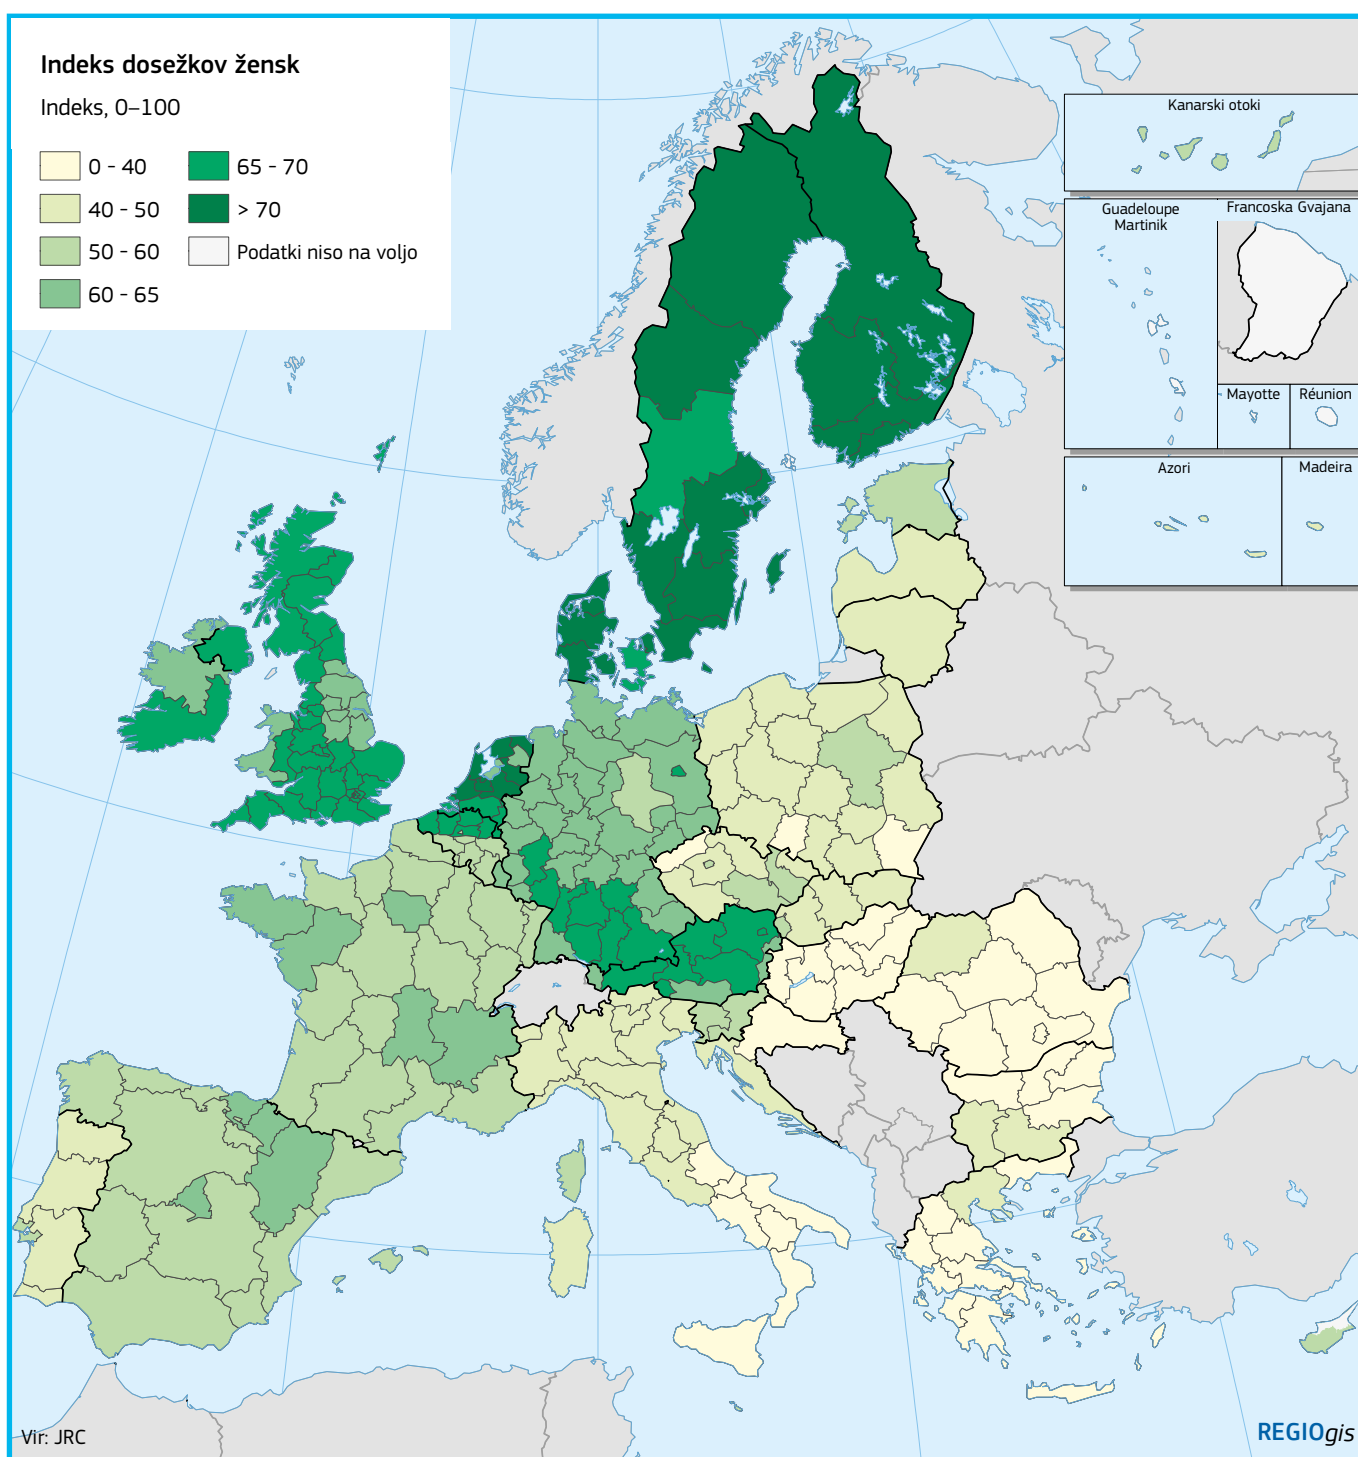 Indeks dosežkov žensk
Indeks, 0–100
0 - 40
40 - 50
50 - 60
60 - 65
65 - 70
> 70
Podatki niso na voljo
Kanarski otoki
Guadeloupe
Martinik
Francoska Gvajana
Mayotte
Réunion
Azori
Madeira
Vir: JRC
REGIOgis